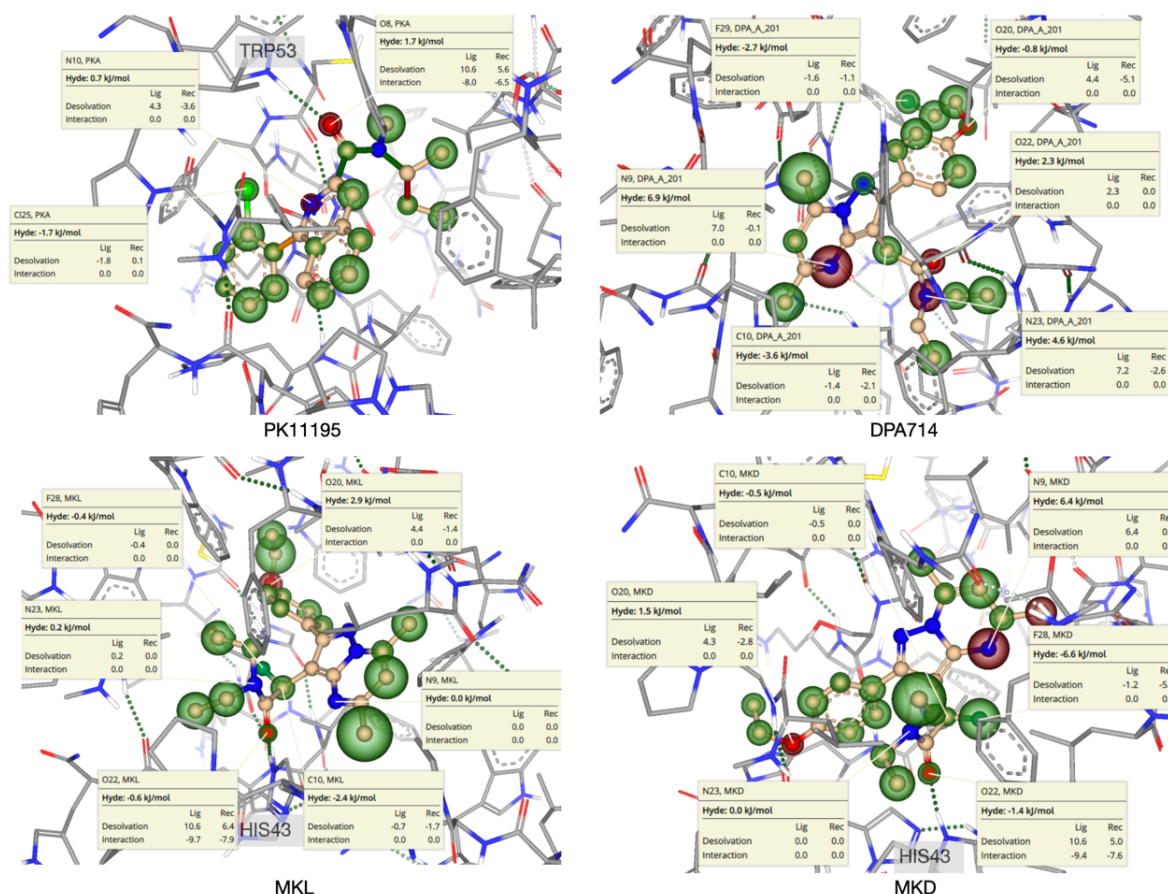 O8, PKA
Hyde: 1.7 kJ/mol
Lig Rec
Desolvation 10.6 5.6
Interaction -8.0 -6.5
TRP53
N10, PKA
Hyde: 0.7 kJ/mol
Lig Rec
Desolvation 4.3 -3.6
Interaction 0.0 0.0
Cl25, PKA
Hyde: -1.7 kJ/mol
Lig Rec
Desolvation -1.8 0.1
Interaction 0.0 0.0
PK11195
F29, DPA_A_201
Hyde: -2.7 kJ/mol
Lig Rec
Desolvation -1.6 -1.1
Interaction 0.0 0.0
O20, DPA_A_201
Hyde: -0.8 kJ/mol
Lig Rec
Desolvation 4.4 -5.1
Interaction 0.0 0.0
O22, DPA_A_201
Hyde: 2.3 kJ/mol
Lig Rec
Desolvation 2.3 0.0
Interaction 0.0 0.0
N9, DPA_A_201
Hyde: 6.9 kJ/mol
Lig Rec
Desolvation 7.0 -0.1
Interaction 0.0 0.0
N23, DPA_A_201
Hyde: 4.6 kJ/mol
Lig Rec
Desolvation 7.2 -2.6
Interaction 0.0 0.0
C10, DPA_A_201
Hyde: -3.6 kJ/mol
Lig Rec
Desolvation -1.4 -2.1
Interaction 0.0 0.0
DPA714
O20, MKL
Hyde: 2.9 kJ/mol
Lig Rec
Desolvation 4.4 -1.4
Interaction 0.0 0.0
F28, MKL
Hyde: -0.4 kJ/mol
Lig Rec
Desolvation -0.4 0.0
Interaction 0.0 0.0
N23, MKL
Hyde: 0.2 kJ/mol
Lig Rec
Desolvation 0.2 0.0
Interaction 0.0 0.0
N9, MKL
Hyde: 0.0 kJ/mol
Lig Rec
Desolvation 0.0 0.0
Interaction 0.0 0.0
O22, MKL
Hyde: -0.6 kJ/mol
Lig Rec
Desolvation 10.6 6.4
Interaction -9.7 -7.9
C10, MKL
Hyde: -2.4 kJ/mol
Lig Rec
Desolvation -0.7 -1.7
Interaction 0.0 0.0
HIS43
MKL
C10, MKD
Hyde: -0.5 kJ/mol
Lig Rec
Desolvation -0.5 0.0
Interaction 0.0 0.0
N9, MKD
Hyde: 6.4 kJ/mol
Lig Rec
Desolvation 6.4
Interaction 0.0
O20, MKD
Hyde: 1.5 kJ/mol
Lig Rec
Desolvation 4.3 -2.8
Interaction 0.0 0.0
F28, MKD
Hyde: -6.6 kJ/mol
Lig Rec
Desolvation -1.2
Interaction 0.0
N23, MKD
Hyde: 0.0 kJ/mol
Lig Rec
Desolvation 0.0 0.0
Interaction 0.0 0.0
O22, MKD
Hyde: -1.4 kJ/mol
Lig Rec
Desolvation 10.6 5.0
Interaction -9.4 -7.6
HIS43
MKD